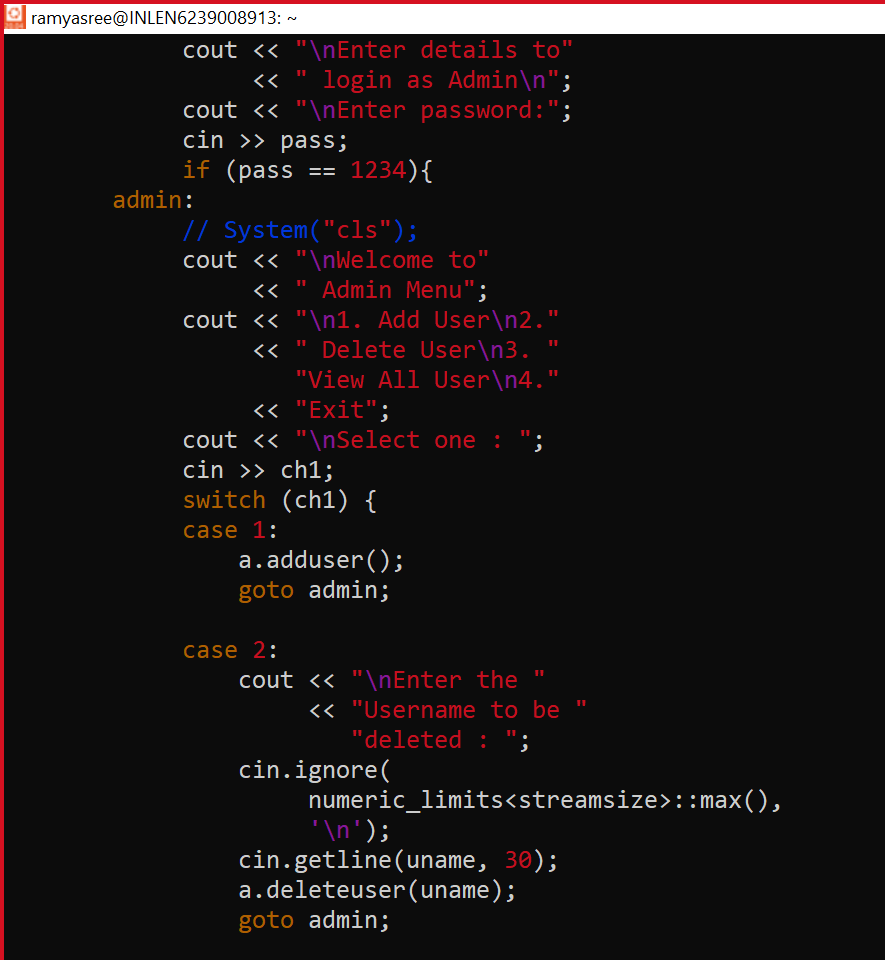 ramyasree@INLEN6239008913: ~
cout << "\nEnter details to"
<< " login as Admin\n";
cout << "\nEnter password:";
cin >> pass;
if (pass == 1234){
admin:
// System("cls");
cout << "\nWelcome to"
<< " Admin Menu";
cout << "\n1. Add User\n2."
<< " Delete User\n3. "
"View All User\n4."
<< "Exit";
cout << "\nSelect one : ";
cin >> ch1;
switch (ch1) {
case 1:
a.adduser();
goto admin;
case 2:
cout << "\nEnter the "
<< "Username to be "
"deleted : ";
cin.ignore(
numeric_limits<streamsize>::max(),
'\n');
cin.getline(uname, 30);
a.deleteuser(uname);
goto admin;